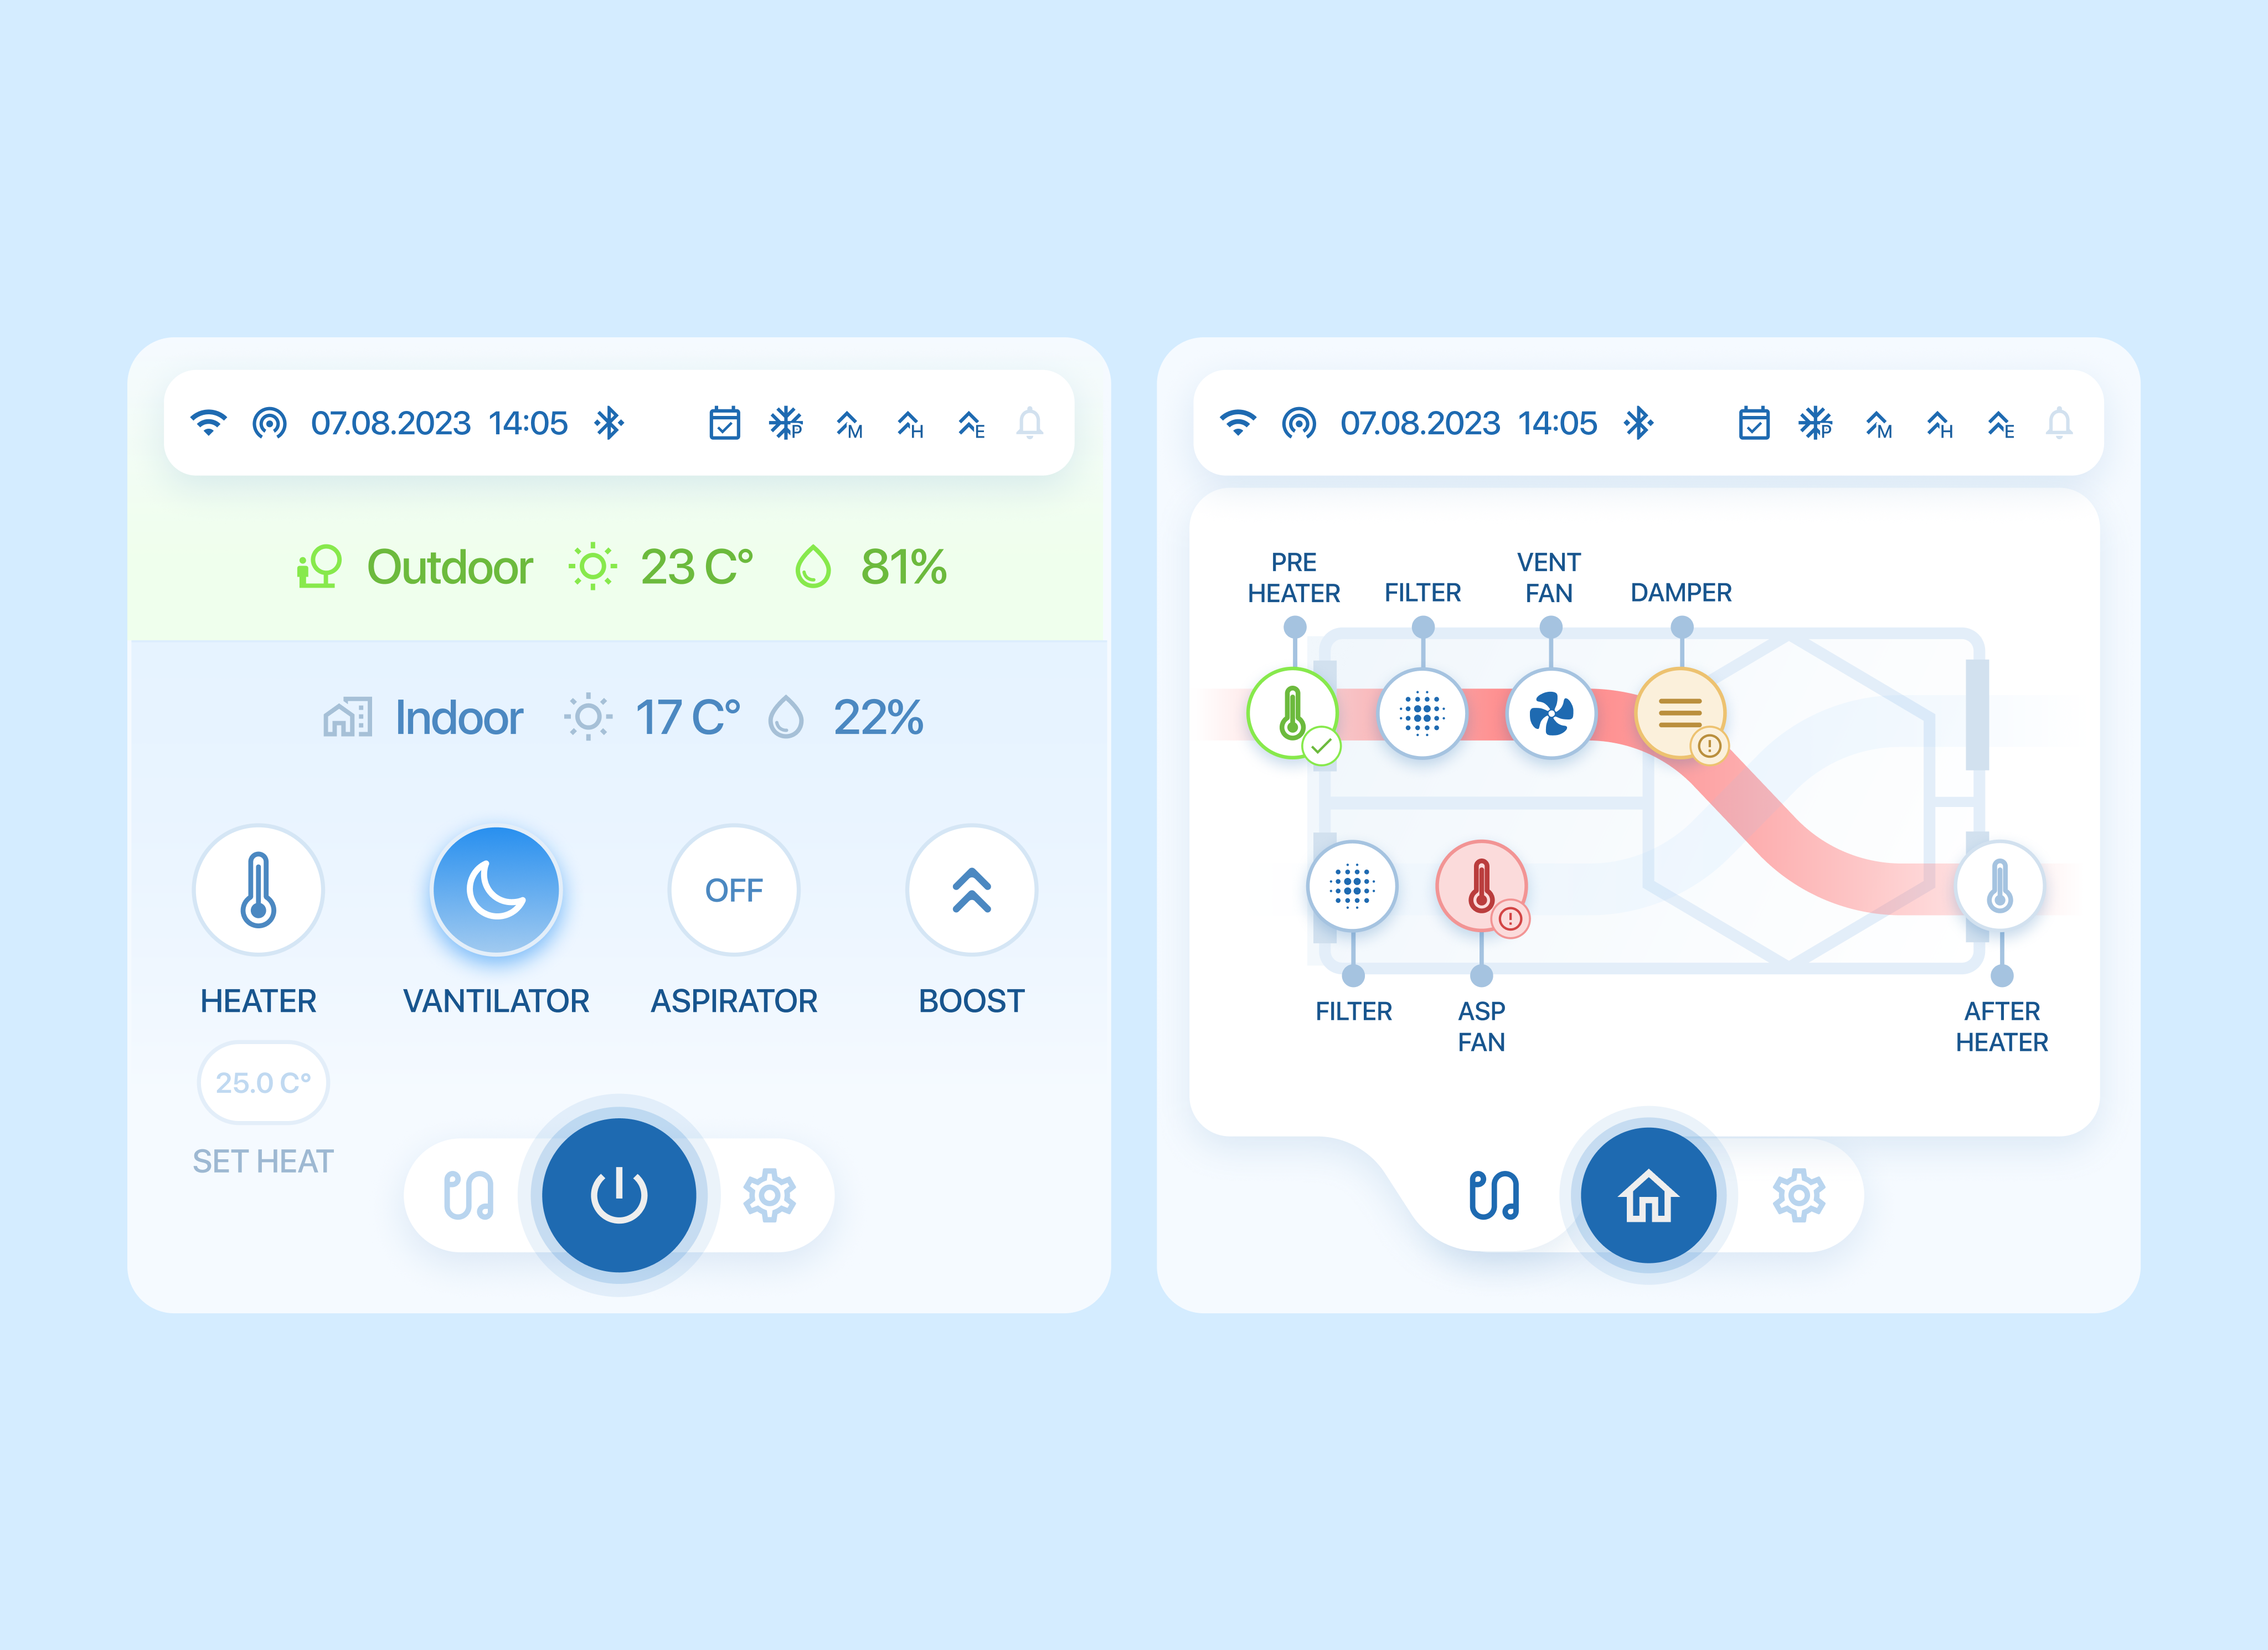 07.08.2023 14:05 P M H E
Outdoor 23 C° 81%
Indoor 17 C° 22%
OFF
HEATER VANTILATOR ASPIRATOR BOOST
25.0 C°
SET HEAT
07.08.2023 14:05 P M H E
PRE
HEATER
FILTER
VENT
FAN
DAMPER
FILTER
ASP
FAN
AFTER
HEATER